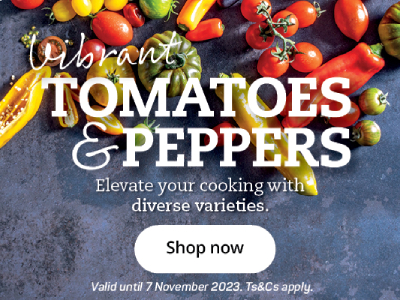 Vibrant
TOMATOES
& PEPPERS
Elevate your cooking with
diverse varieties.
Shop now
Valid until 7 November 2023. Ts&Cs apply.